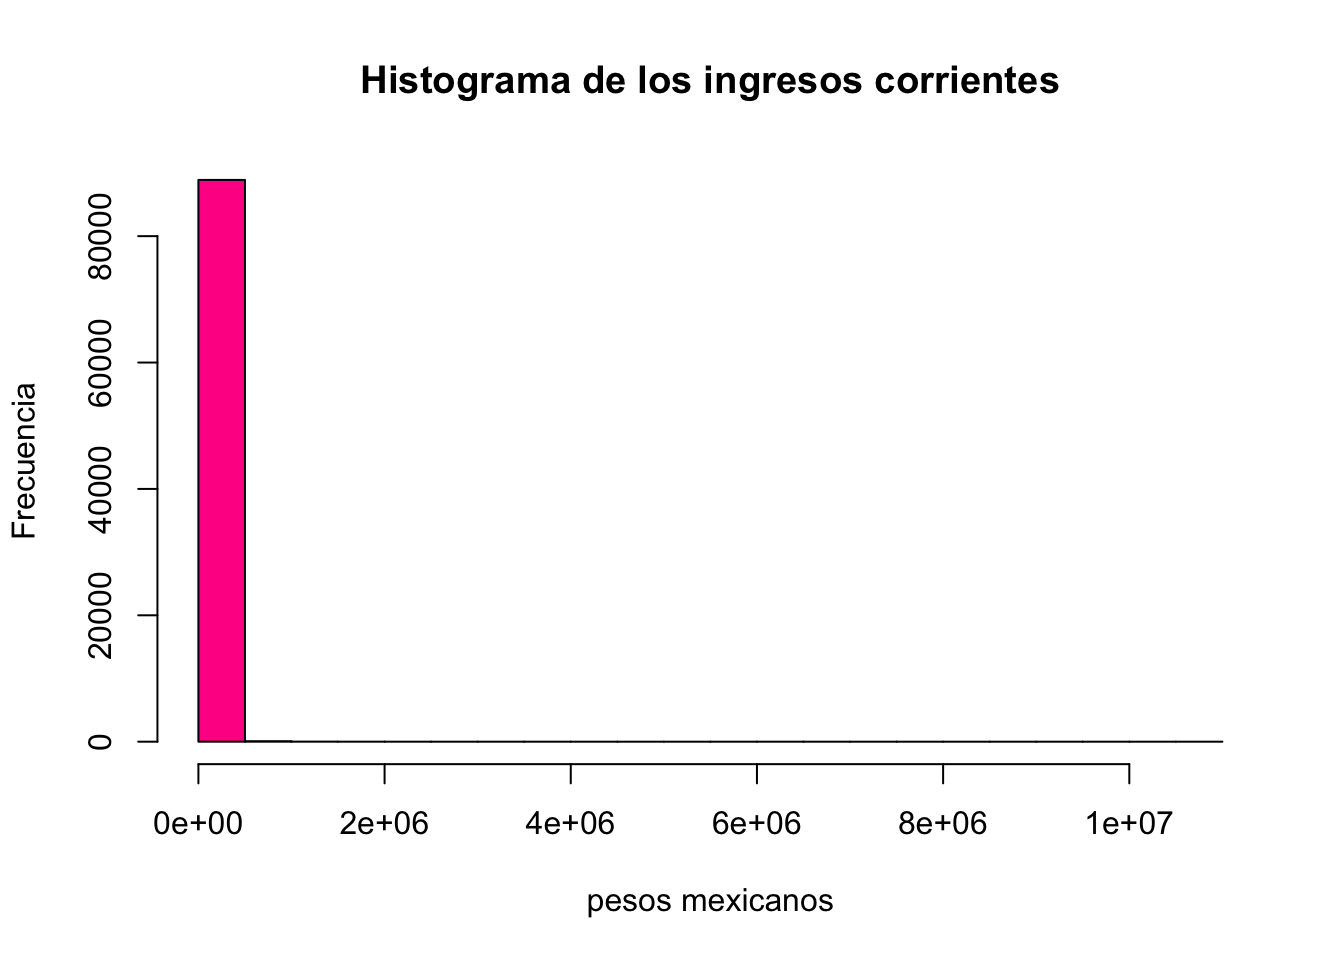 Histograma de los ingresos corrientes
Frecuencia
80000
60000
40000
20000
0
0e+00 2e+06 4e+06 6e+06 8e+06 1e+07
pesos mexicanos